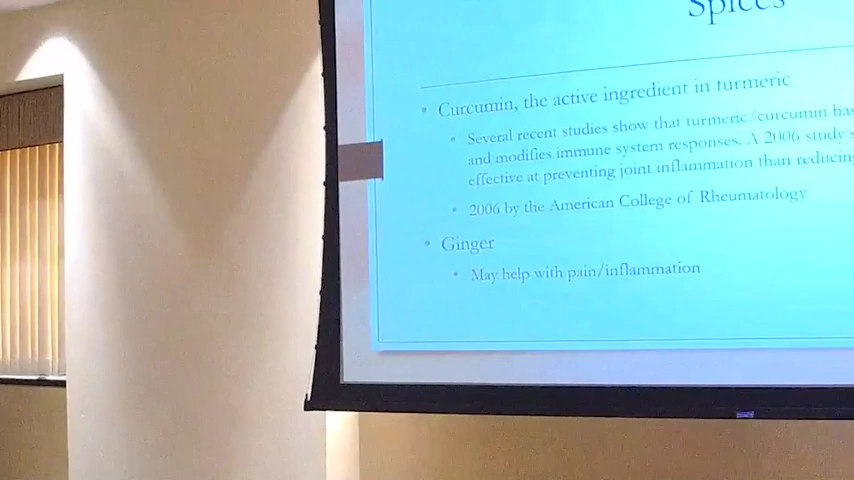 Spices
• Curcumin, the active ingredient in turmeric
• Several recent studies show that turmeric/curcumin has
and modifies immune system responses. A 2006 study
effective at preventing joint inflammation than reducing
• 2006 by the American College of Rheumatology
• Ginger
• May help with pain/inflammation